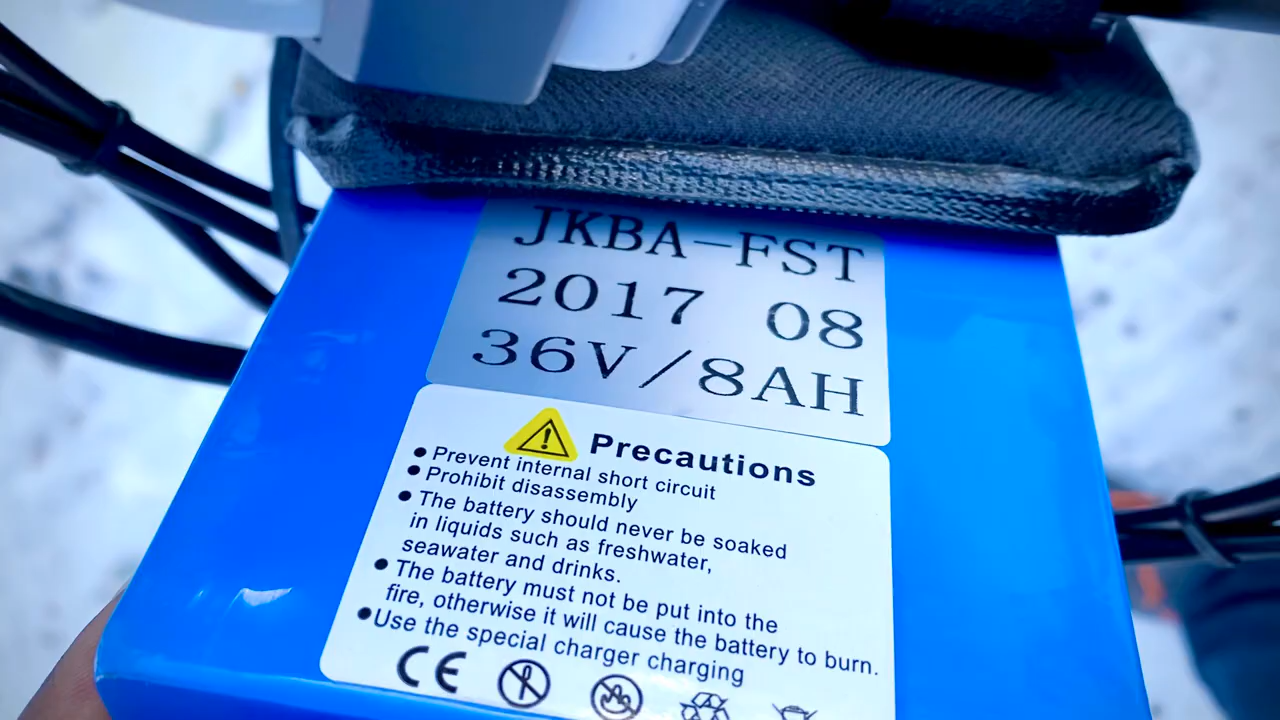 JKBA-FST
2017 08
36V/8AH
Precautions
● Prevent internal short circuit
● Prohibit disassembly
● The battery should never be soaked
in liquids such as freshwater,
seawater and drinks.
● The battery must not be put into the
fire, otherwise it will cause the battery to burn.
● Use the special charger charging
CE